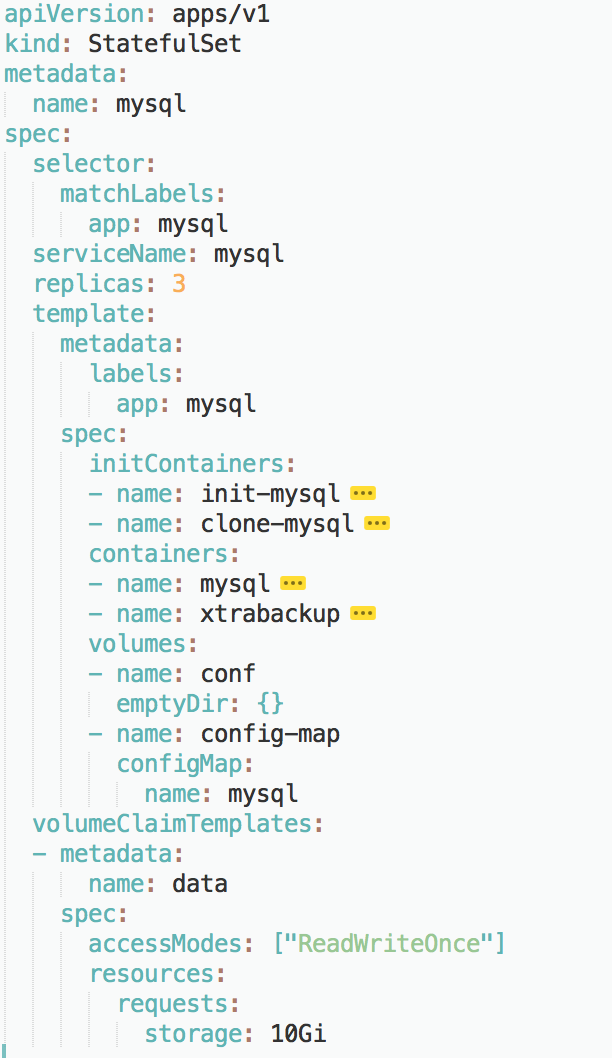 apiVersion: apps/v1
kind: StatefulSet
metadata:
  name: mysql
spec:
  selector:
    matchLabels:
      app: mysql
  serviceName: mysql
  replicas: 3
  template:
    metadata:
      labels:
        app: mysql
    spec:
      initContainers:
      - name: init-mysql ...
      - name: clone-mysql ...
      containers:
      - name: mysql ...
      - name: xtrabackup ...
      volumes:
      - name: conf
        emptyDir: {}
      - name: config-map
        configMap:
          name: mysql
  volumeClaimTemplates:
  - metadata:
      name: data
    spec:
      accessModes: ["ReadWriteOnce"]
      resources:
        requests:
          storage: 10Gi